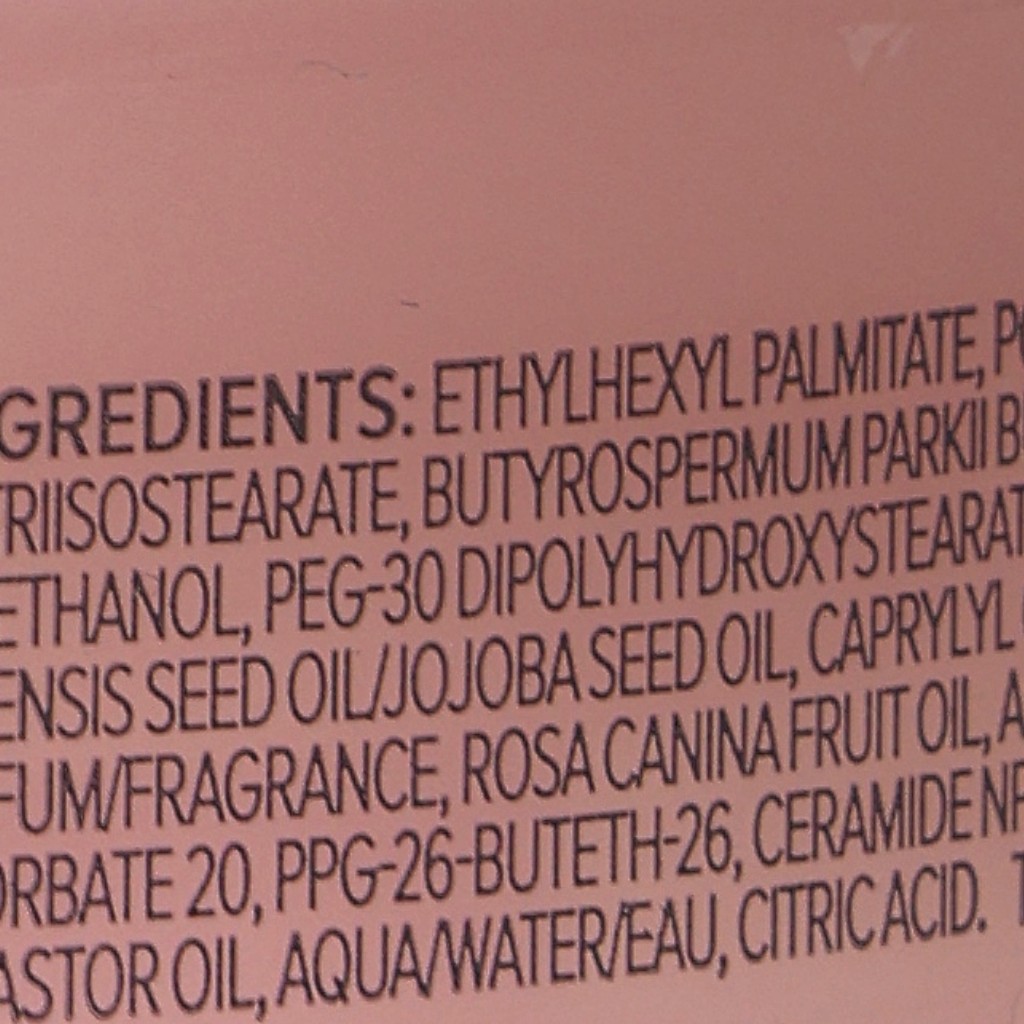 GREDIENTS: ETHYLHEXYL PALMITATE,
TRIISOSTEARATE, BUTYROSPERMUM PARKII
ETHANOL, PEG-30 DIPOLYHYDROXYSTEARAT
ENSIS SEED OIL/JOJOBA SEED OIL, CAPRYLYL
FUM/FRAGRANCE, ROSA CANINA FRUIT OIL, A
ORBATE 20, PPG-26-BUTETH-26, CERAMIDE NP
ASTOR OIL, AQUA/WATER/EAU, CITRIC ACID.